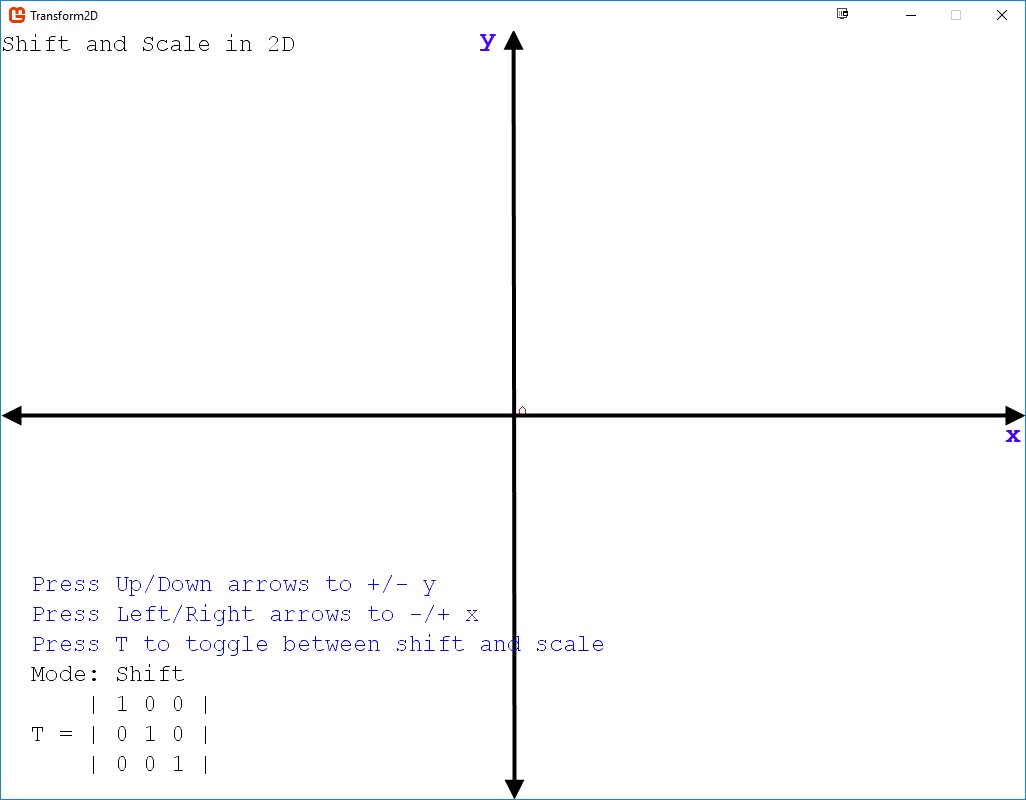 Transform2D
Shift and Scale in 2D
y
x
Press Up/Down arrows to +/- y
Press Left/Right arrows to -/+ x
Press T to toggle between shift and scale
Mode: Shift
| 1 0 0 |
T = | 0 1 0 |
| 0 0 1 |